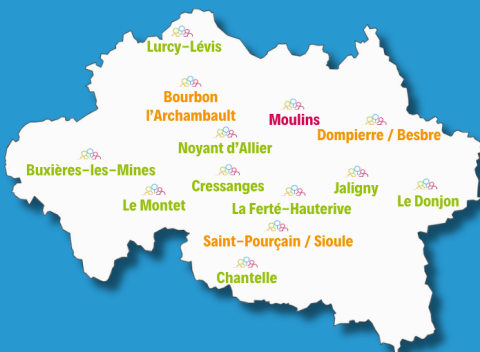 Lurcy-Lévis
Bourbon
l'Archambault
Moulins
Dompierre / Besbre
Noyant d'Allier
Buxières-les-Mines
Cressanges
Jaligny
Le Donjon
Le Montet
La Ferté-Hauterive
Saint-Pourçain / Sioule
Chantelle